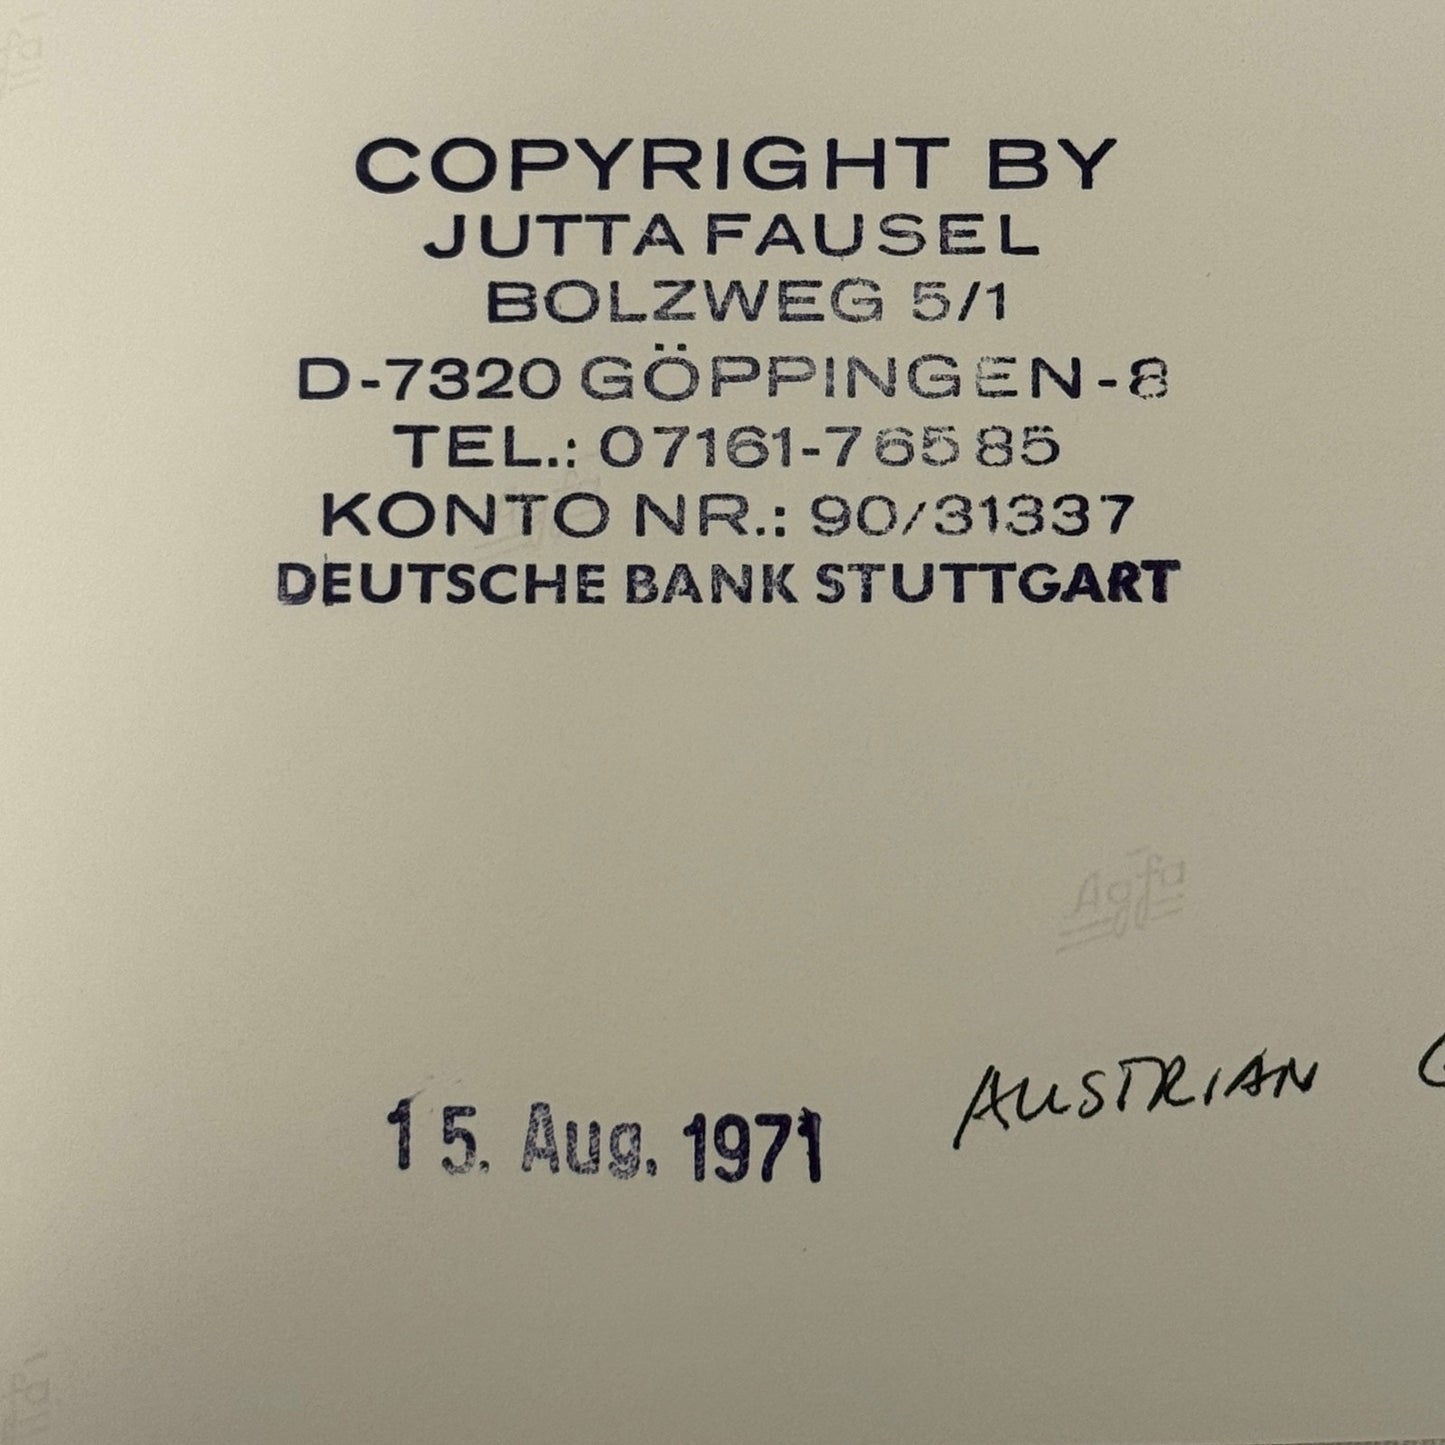 COPYRIGHT BY
JUTTA FAUSEL
BOLZWEG 5/1
D-7320 GÖPPINGEN-8
TEL.: 07161-76585
KONTO NR.: 90/31337
DEUTSCHE BANK STUTTGART
Agfa
15. Aug. 1971
AUSTRIAN